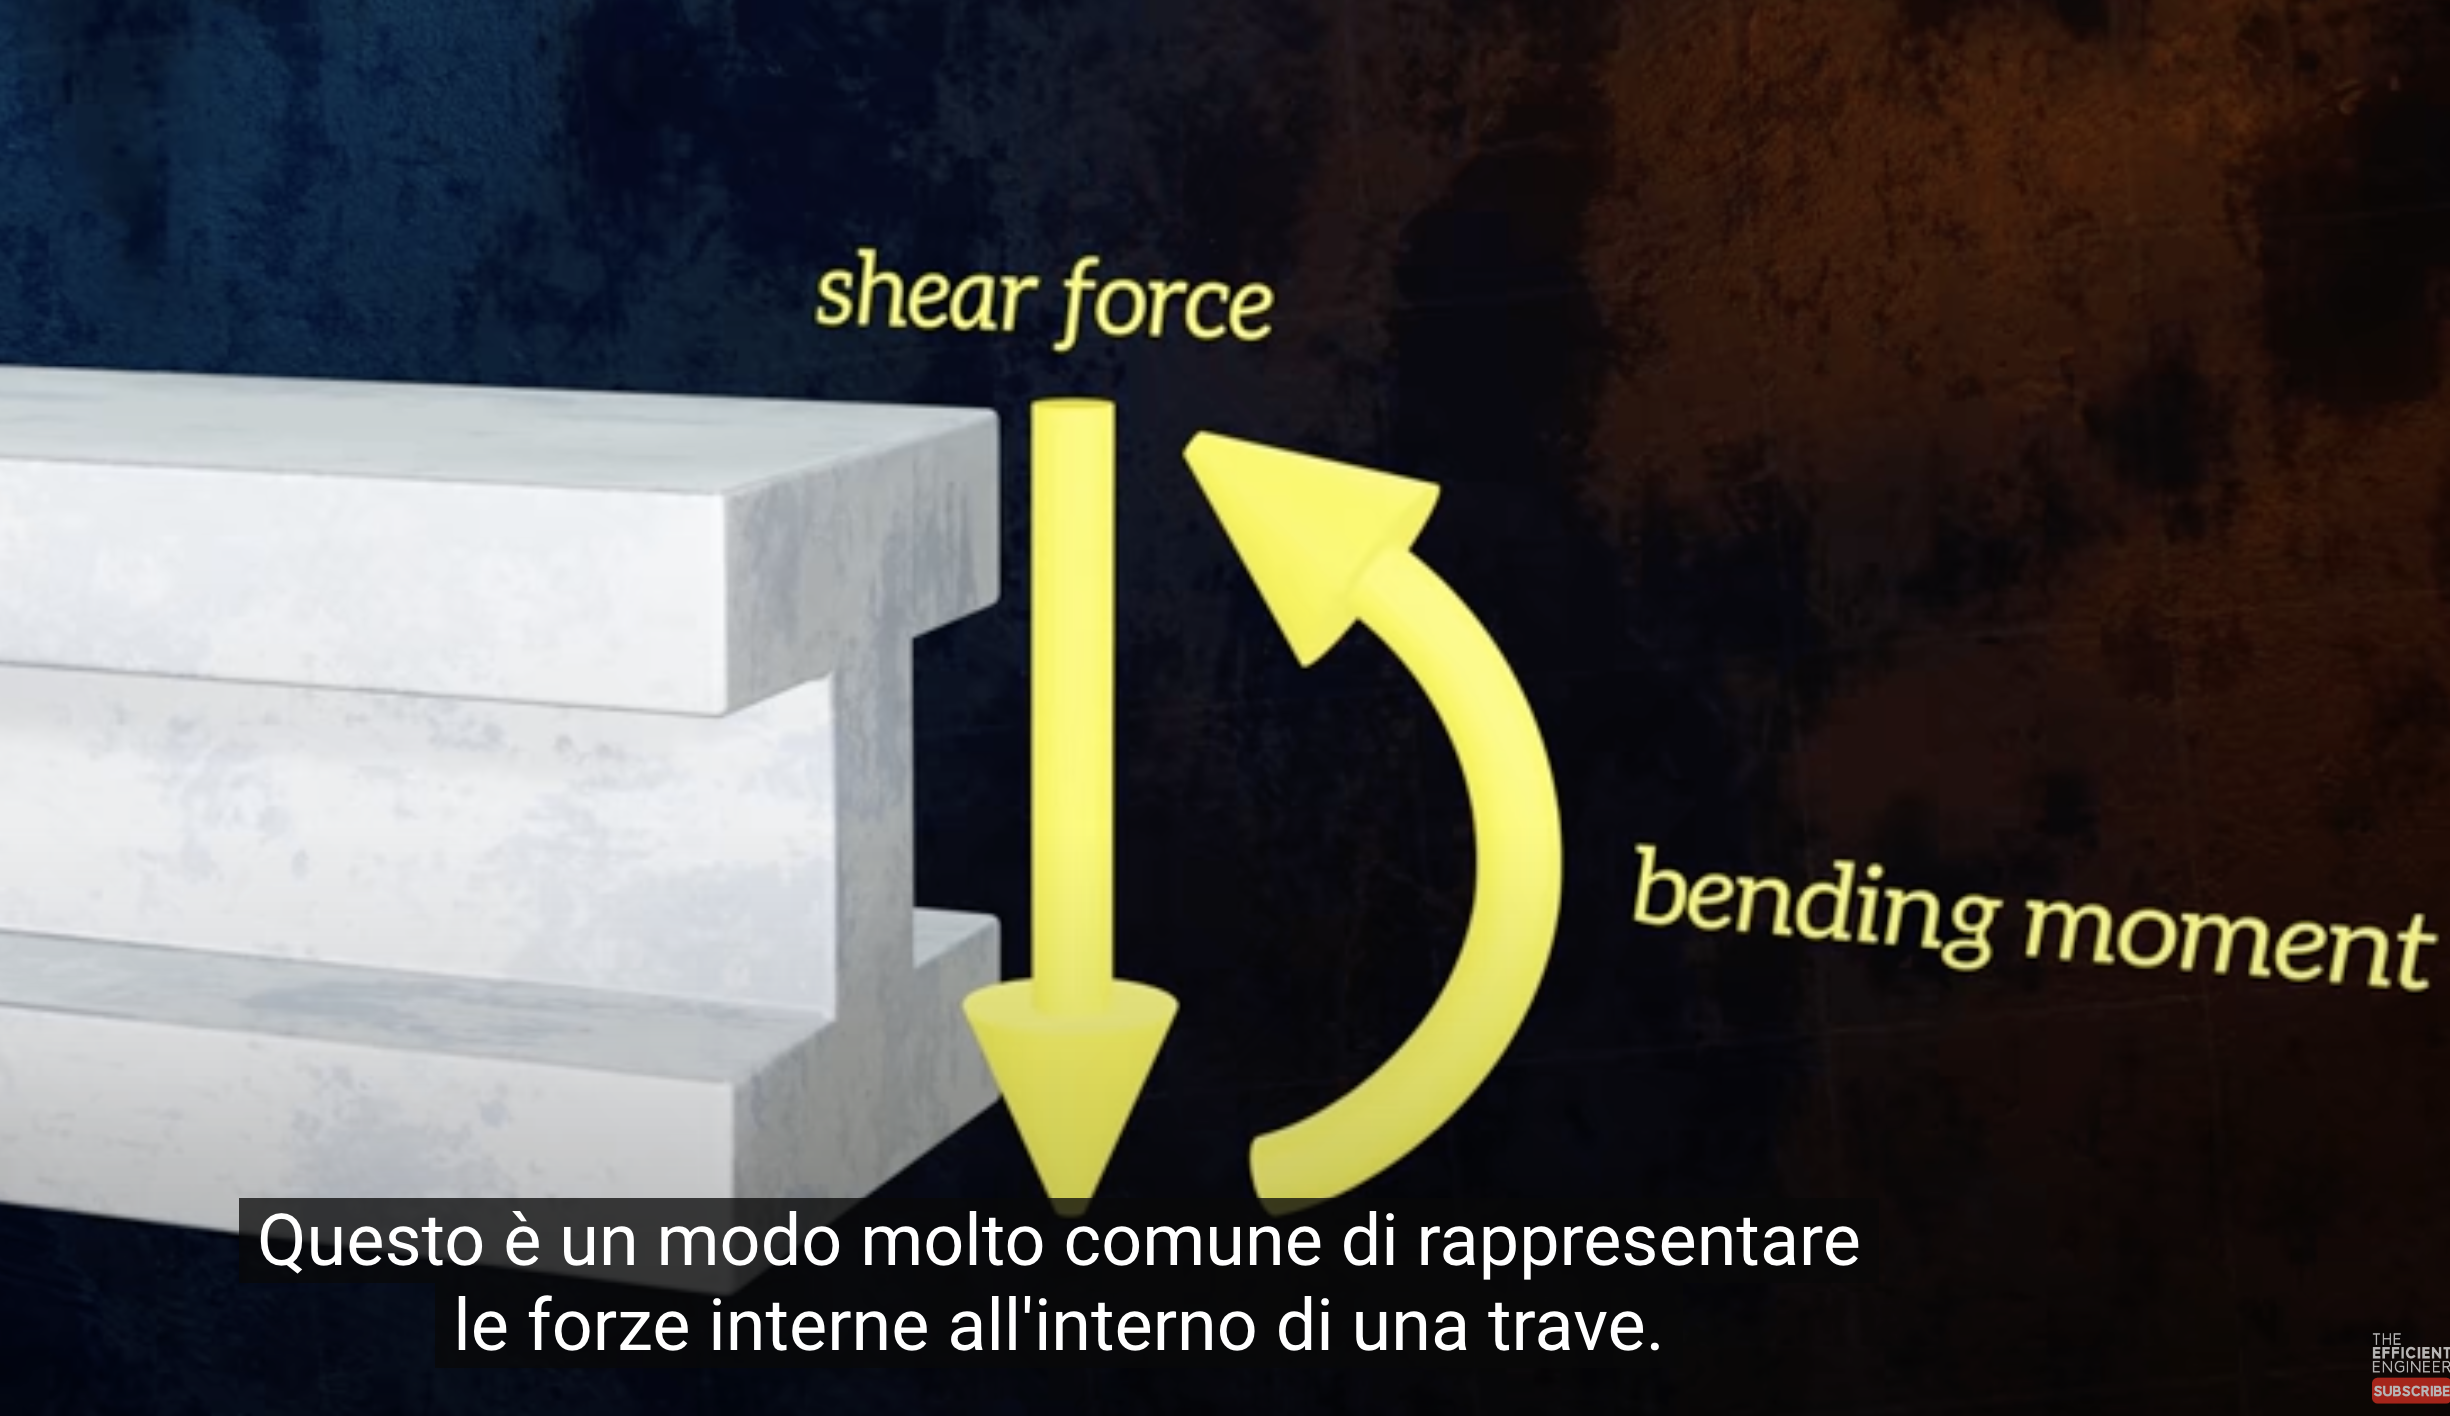 shear force
bending moment
Questo è un modo molto comune di rappresentare
le forze interne all'interno di una trave.
THE
EFFICIENT
ENGINEER
SUBSCRIBE